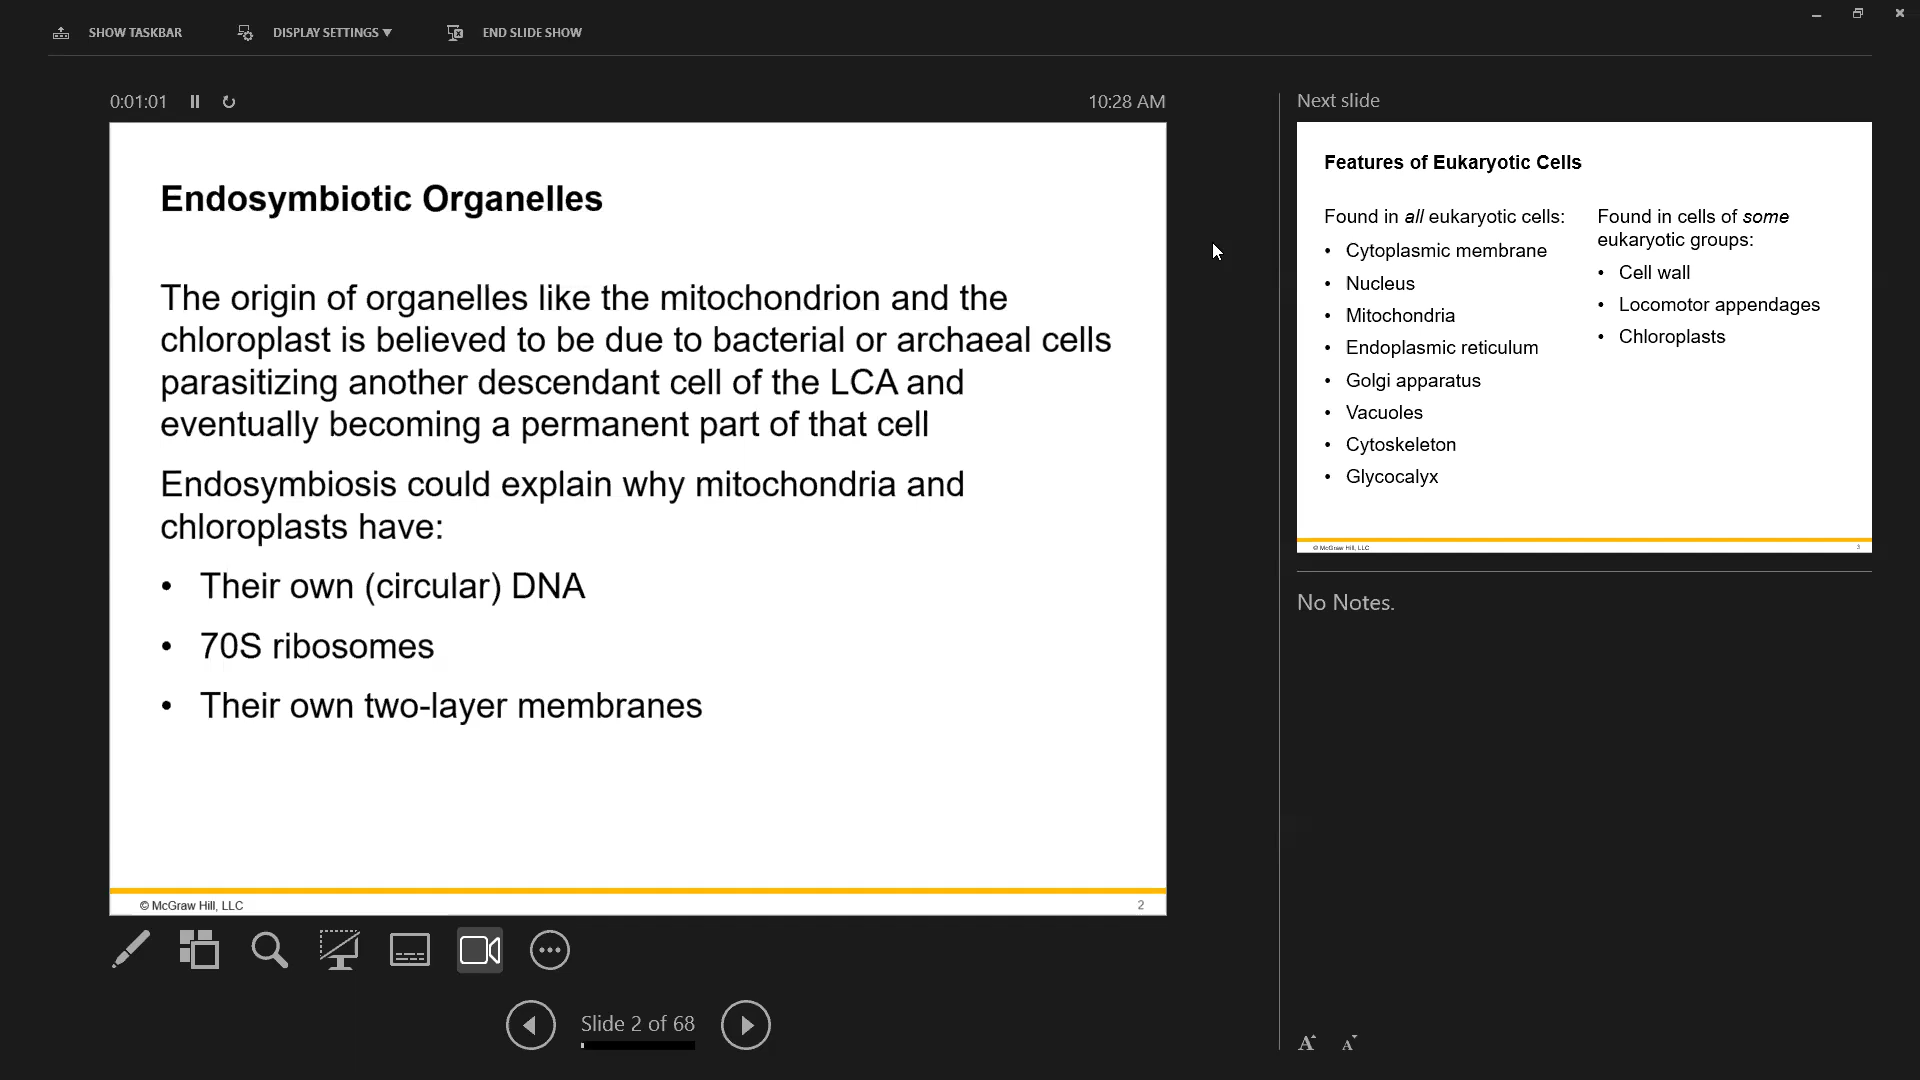 SHOW TASKBAR
DISPLAY SETTINGS ▼
END SLIDE SHOW
0:01:01
10:28 AM
Endosymbiotic Organelles
The origin of organelles like the mitochondrion and the
chloroplast is believed to be due to bacterial or archaeal cells
parasitizing another descendant cell of the LCA and
eventually becoming a permanent part of that cell
Endosymbiosis could explain why mitochondria and
chloroplasts have:
• Their own (circular) DNA
• 70S ribosomes
• Their own two-layer membranes
© McGraw Hill, LLC
2
Slide 2 of 68
Next slide
Features of Eukaryotic Cells
Found in all eukaryotic cells:
• Cytoplasmic membrane
• Nucleus
• Mitochondria
• Endoplasmic reticulum
• Golgi apparatus
• Vacuoles
• Cytoskeleton
• Glycocalyx
Found in cells of some
eukaryotic groups:
• Cell wall
• Locomotor appendages
• Chloroplasts
© McGraw Hill, LLC
3
No Notes.
A A